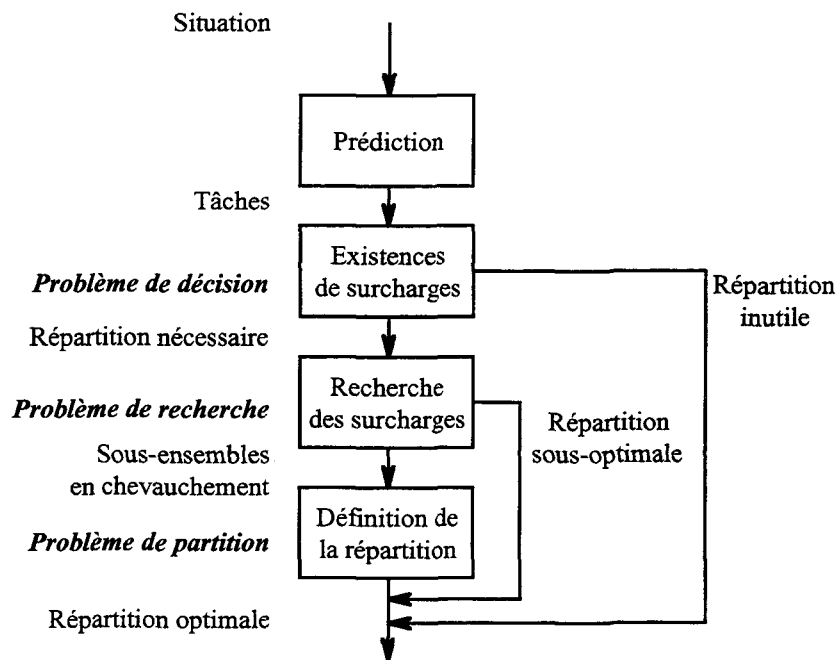 Situation
Prédiction
Tâches
Existences
de surcharges
Problème de décision
Répartition
inutile
Répartition nécessaire
Recherche
des surcharges
Problème de recherche
Répartition
sous-optimale
Sous-ensembles
en chevauchement
Définition de
la répartition
Problème de partition
Répartition optimale